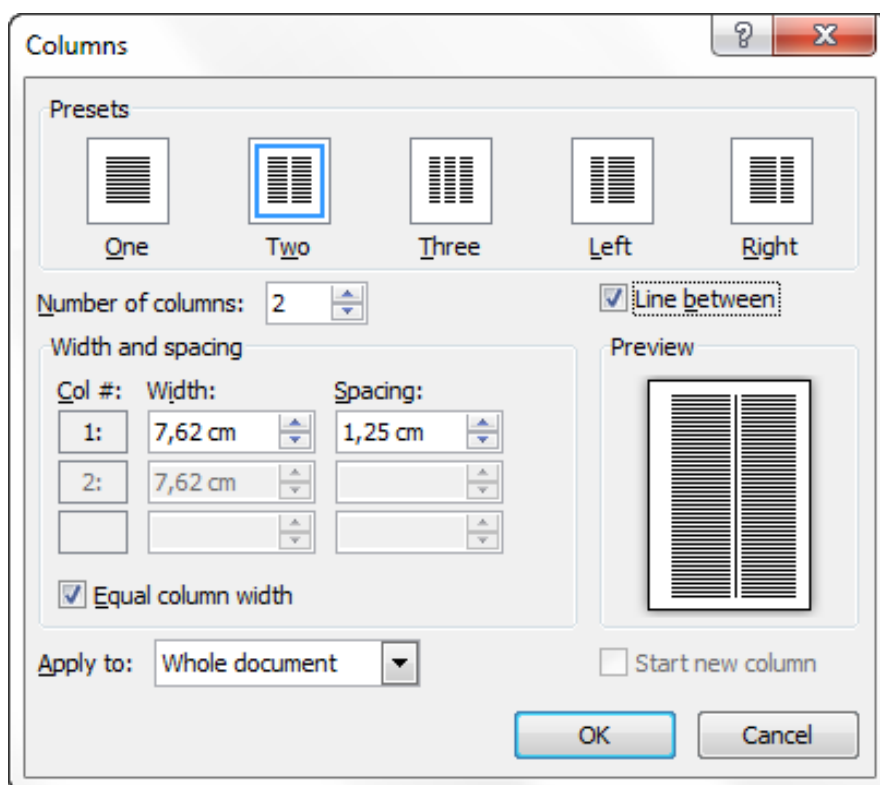 Columns
Presets
One Two Three Left Right
Number of columns: 2 Line between
Width and spacing Preview
Col #: Width: Spacing:
1: 7,62 cm 1,25 cm
2: 7,62 cm
Equal column width
Apply to: Whole document Start new column
OK Cancel